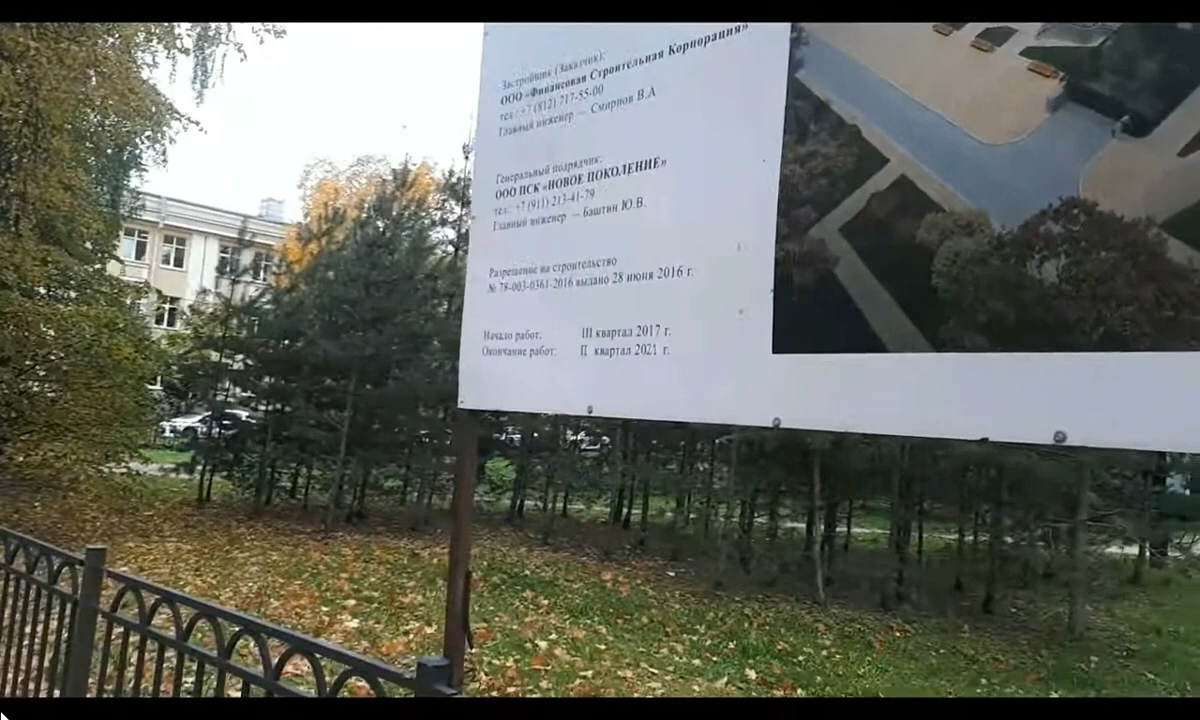 Застройщик (Заказчик):
ООО «Финансовая Строительная Корпорация»
тел.: +7 (812) 717-55-00
Главный инженер — Смирнов В.А
Генеральный подрядчик:
ООО ПСК «НОВОЕ ПОКОЛЕНИЕ»
тел.: +7 (911) 213-41-79
Главный инженер — Баштин Ю.В.
Разрешение на строительство
№ 78-003-0361-2016 выдано 28 июня 2016 г.
Начало работ: III квартал 2017 г.
Окончание работ: II квартал 2021 г.